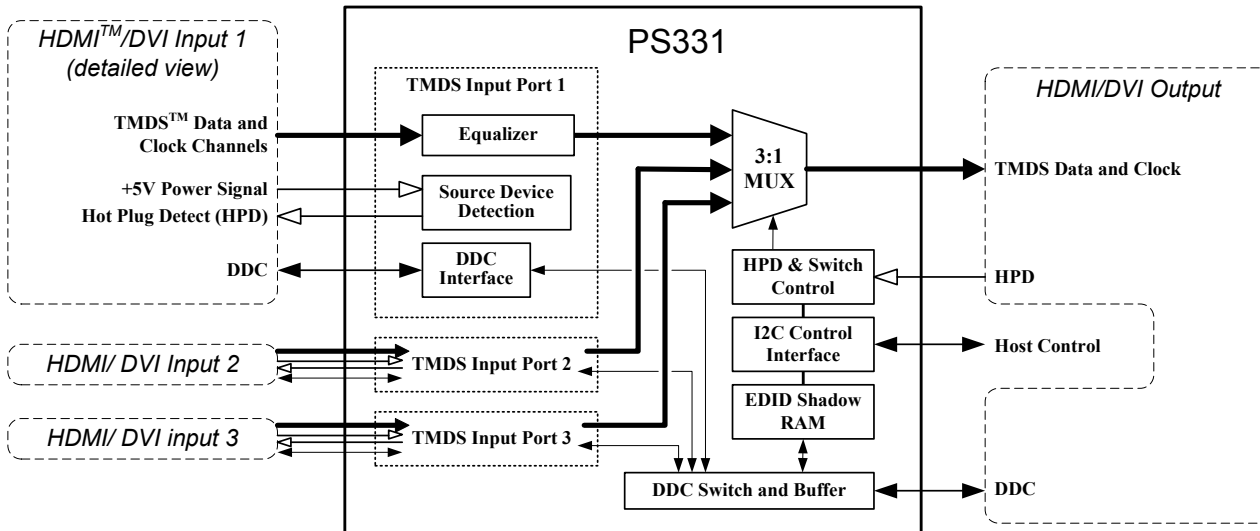 HDMI™/DVI Input 1
(detailed view)
TMDS™ Data and
Clock Channels
+5V Power Signal
Hot Plug Detect (HPD)
DDC
HDMI/ DVI Input 2
HDMI/ DVI input 3
PS331
TMDS Input Port 1
Equalizer
Source Device
Detection
DDC
Interface
TMDS Input Port 2
TMDS Input Port 3
3:1
MUX
HPD & Switch
Control
I2C Control
Interface
EDID Shadow
RAM
DDC Switch and Buffer
HDMI/DVI Output
TMDS Data and Clock
HPD
Host Control
DDC